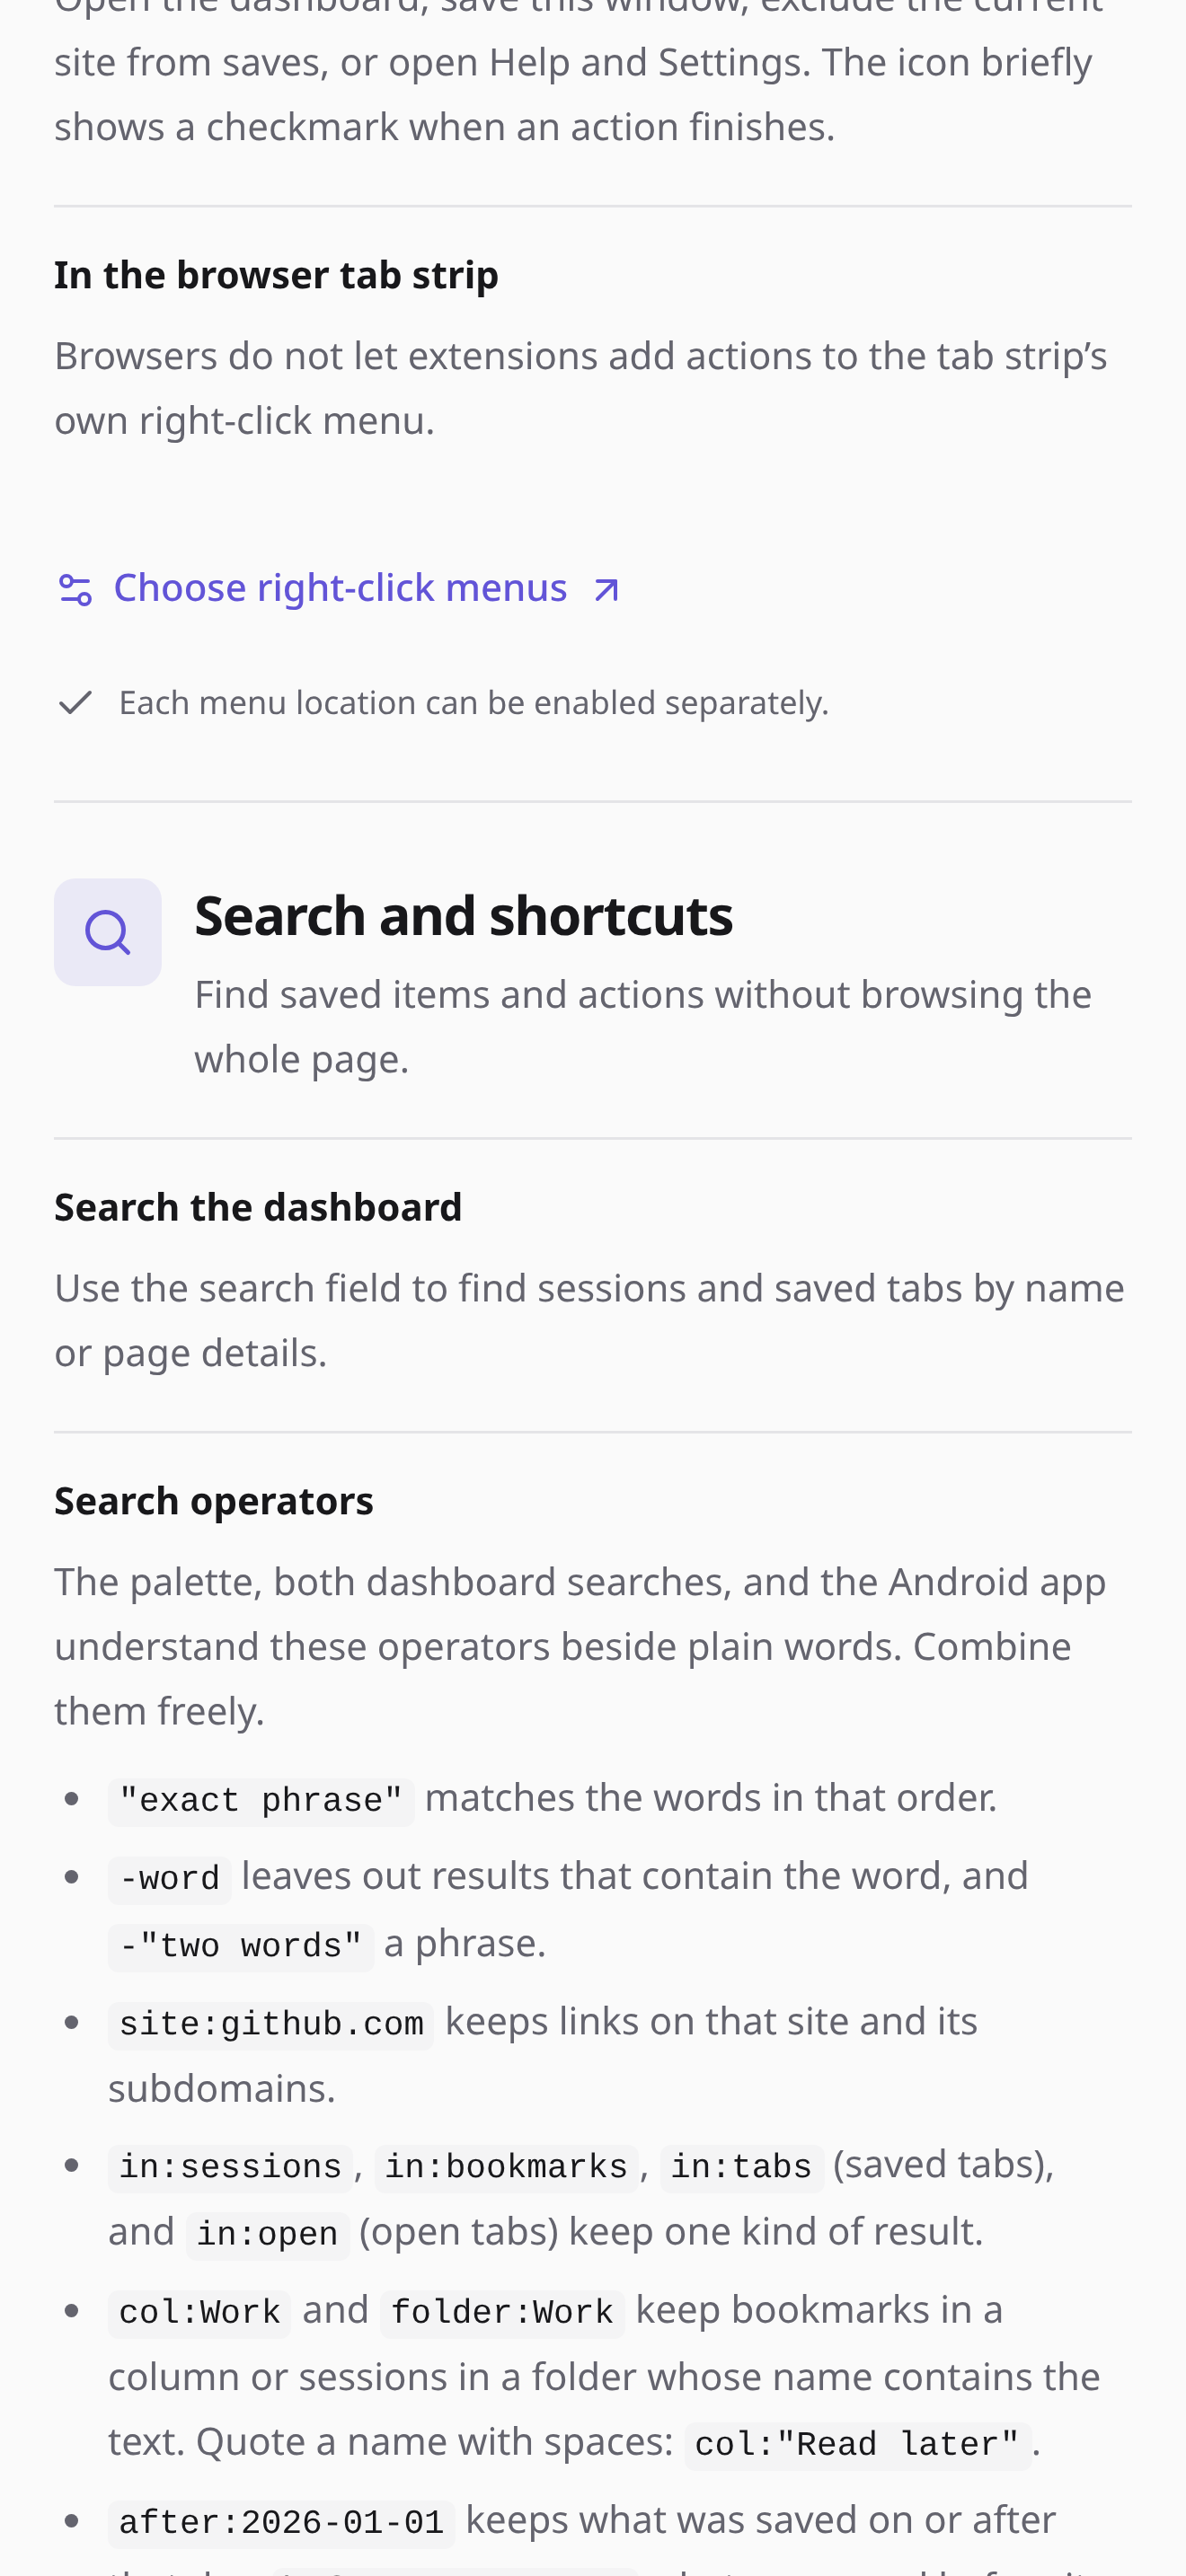 Open the dashboard, save this window, exclude the current
site from saves, or open Help and Settings. The icon briefly
shows a checkmark when an action finishes.
In the browser tab strip
Browsers do not let extensions add actions to the tab strip’s
own right-click menu.
Choose right-click menus
Each menu location can be enabled separately.
Search and shortcuts
Find saved items and actions without browsing the
whole page.
Search the dashboard
Use the search field to find sessions and saved tabs by name
or page details.
Search operators
The palette, both dashboard searches, and the Android app
understand these operators beside plain words. Combine
them freely.
"exact phrase" matches the words in that order.
-word leaves out results that contain the word, and
-"two words" a phrase.
site:github.com keeps links on that site and its
subdomains.
in:sessions, in:bookmarks, in:tabs (saved tabs),
and in:open (open tabs) keep one kind of result.
col:Work and folder:Work keep bookmarks in a
column or sessions in a folder whose name contains the
text. Quote a name with spaces: col:"Read later".
after:2026-01-01 keeps what was saved on or after